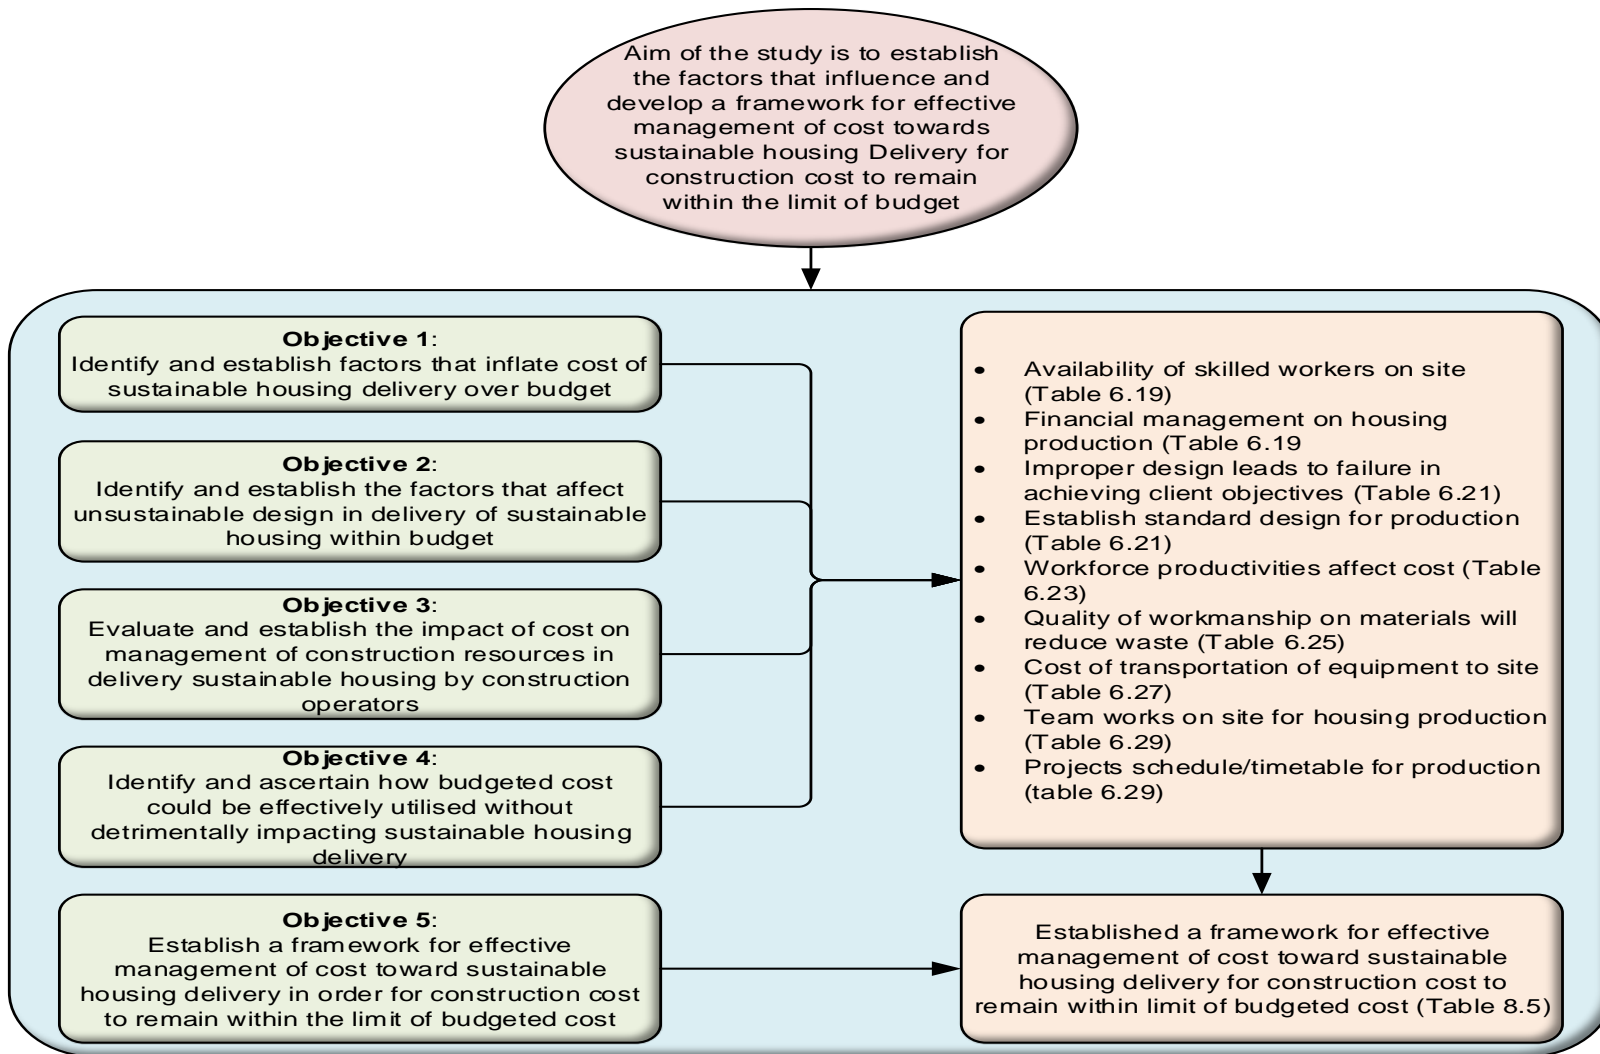 Aim of the study is to establish
the factors that influence and
develop a framework for effective
management of cost towards
sustainable housing Delivery for
construction cost to remain
within the limit of budget
Objective 1:
Identify and establish factors that inflate cost of
sustainable housing delivery over budget
Objective 2:
Identify and establish the factors that affect
unsustainable design in delivery of sustainable
housing within budget
Objective 3:
Evaluate and establish the impact of cost on
management of construction resources in
delivery sustainable housing by construction
operators
Objective 4:
Identify and ascertain how budgeted cost
could be effectively utilised without
detrimentally impacting sustainable housing
delivery
Objective 5:
Establish a framework for effective
management of cost toward sustainable
housing delivery in order for construction cost
to remain within the limit of budgeted cost
• Availability of skilled workers on site
(Table 6.19)
• Financial management on housing
production (Table 6.19
• Improper design leads to failure in
achieving client objectives (Table 6.21)
• Establish standard design for production
(Table 6.21)
• Workforce productivities affect cost (Table
6.23)
• Quality of workmanship on materials will
reduce waste (Table 6.25)
• Cost of transportation of equipment to site
(Table 6.27)
• Team works on site for housing production
(Table 6.29)
• Projects schedule/timetable for production
(table 6.29)
Established a framework for effective
management of cost toward sustainable
housing delivery for construction cost to
remain within limit of budgeted cost (Table 8.5)